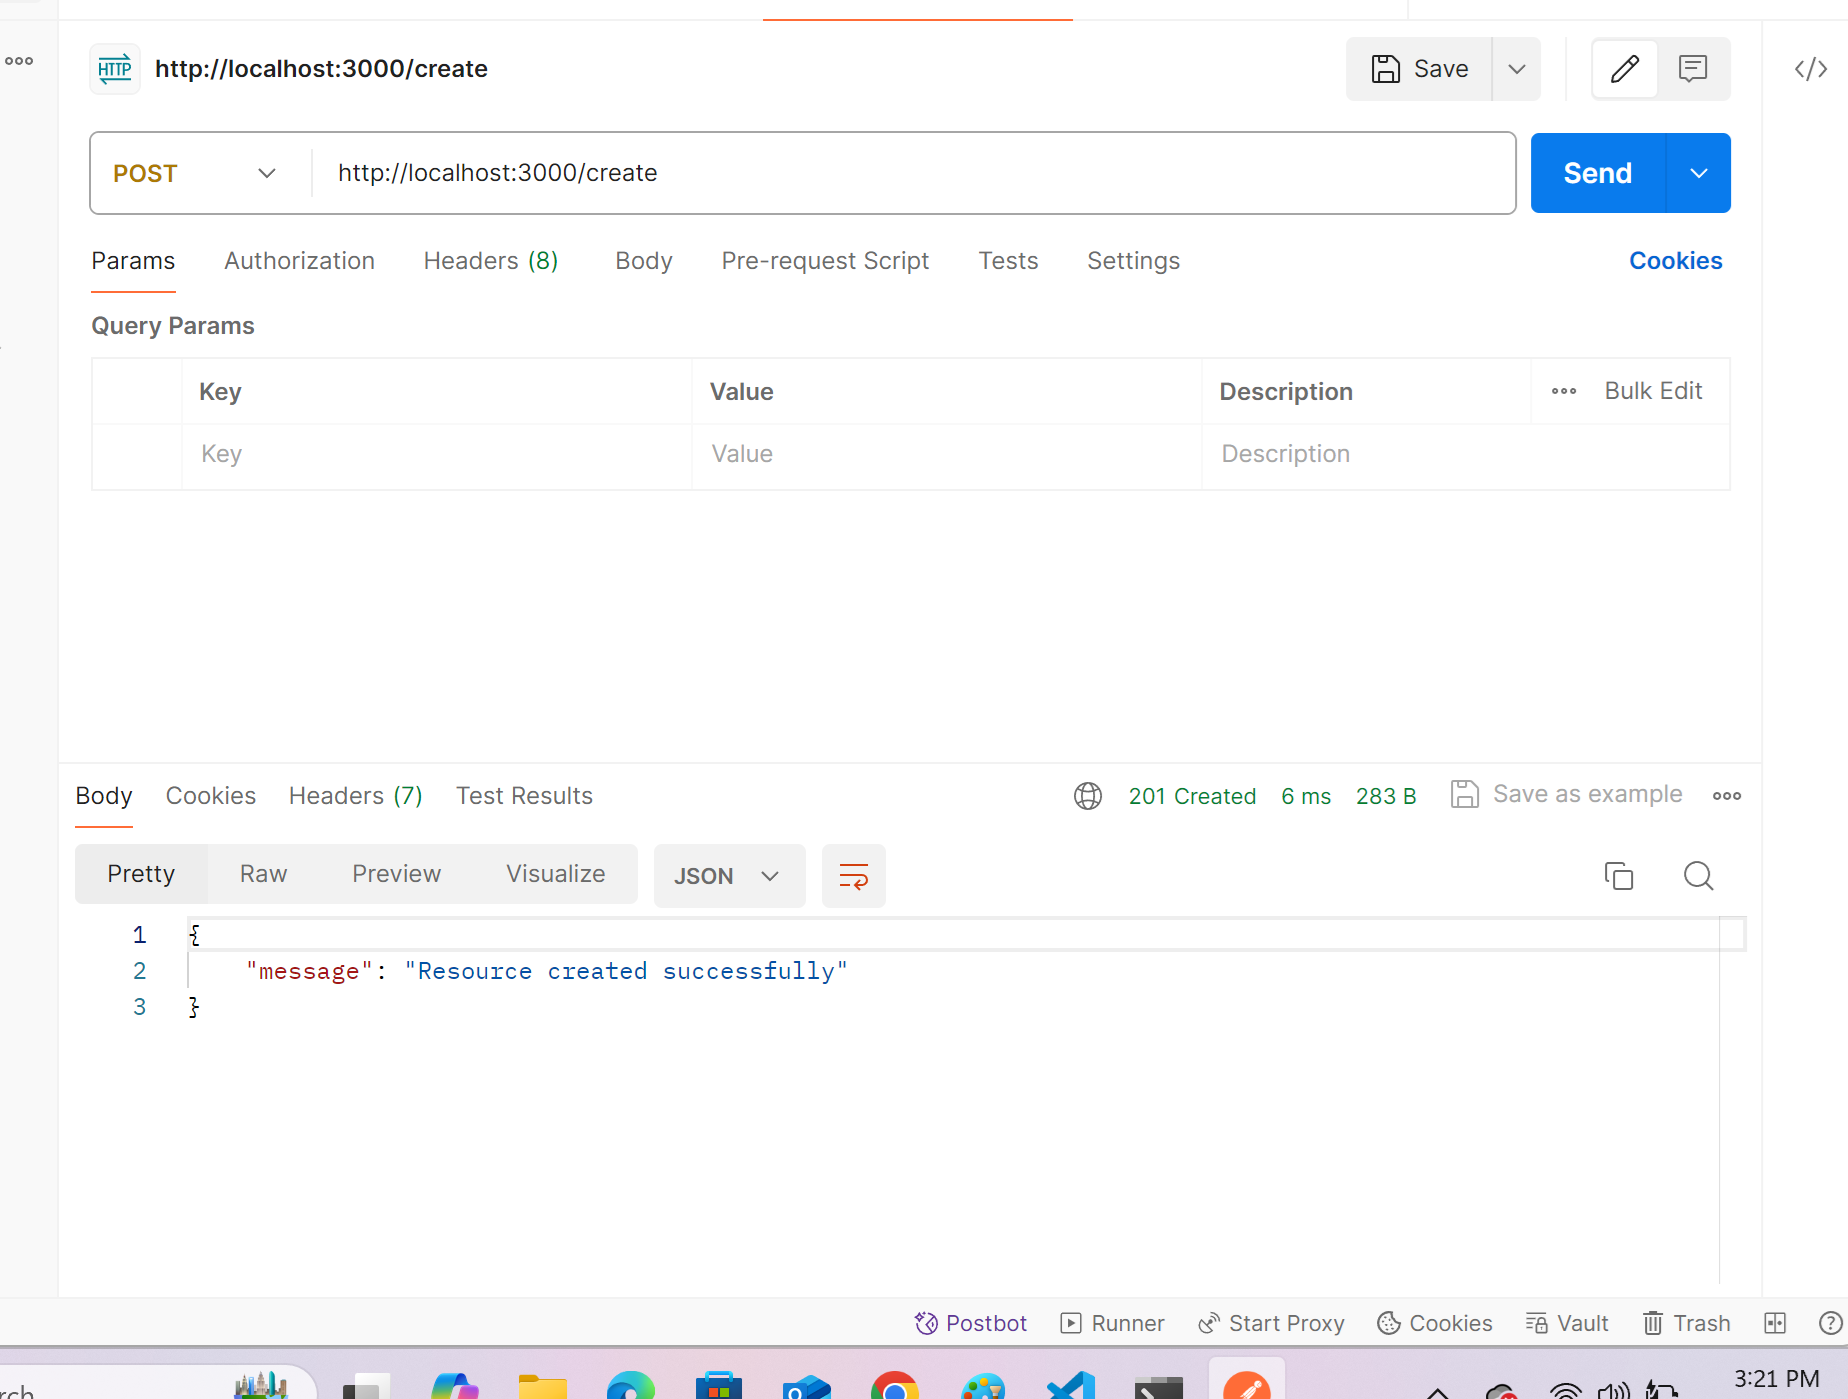 HTTP http://localhost:3000/create Save
POST http://localhost:3000/create Send
Params Authorization Headers (8) Body Pre-request Script Tests Settings Cookies
Query Params
Key Value Description Bulk Edit
Key Value Description
Body Cookies Headers (7) Test Results 201 Created 6 ms 283 B Save as example
Pretty Raw Preview Visualize JSON
1 {
2 "message": "Resource created successfully"
3 }
Postbot Runner Start Proxy Cookies Vault Trash
3:21 PM